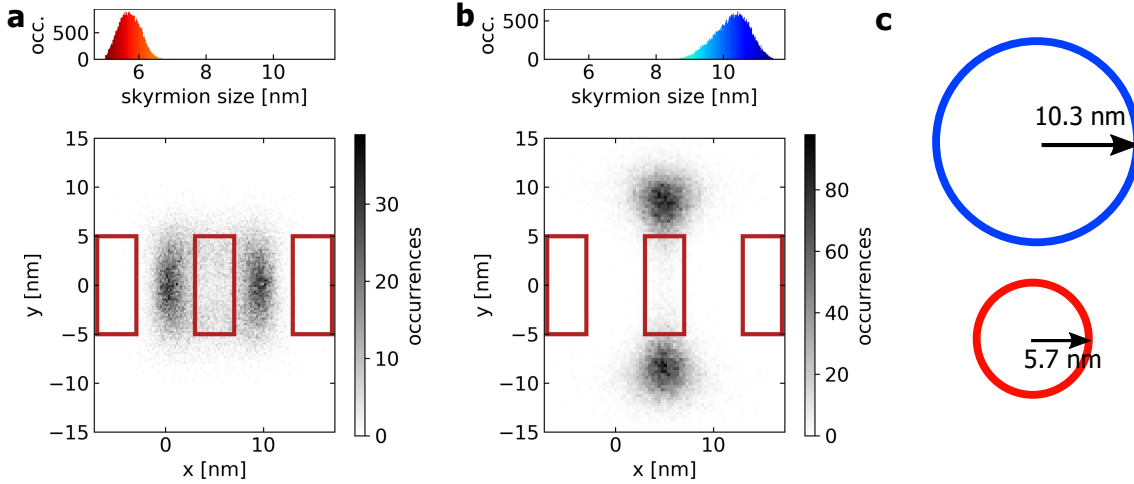 a
occ.
500
0
6 8 10
skyrmion size [nm]
15
10
5
0
−5
−10
−15
y [nm]
0 10
x [nm]
30
20
10
0
occurrences
b
occ.
500
0
6 8 10
skyrmion size [nm]
15
10
5
0
−5
−10
−15
y [nm]
0 10
x [nm]
80
60
40
20
0
occurrences
c
10.3 nm
5.7 nm